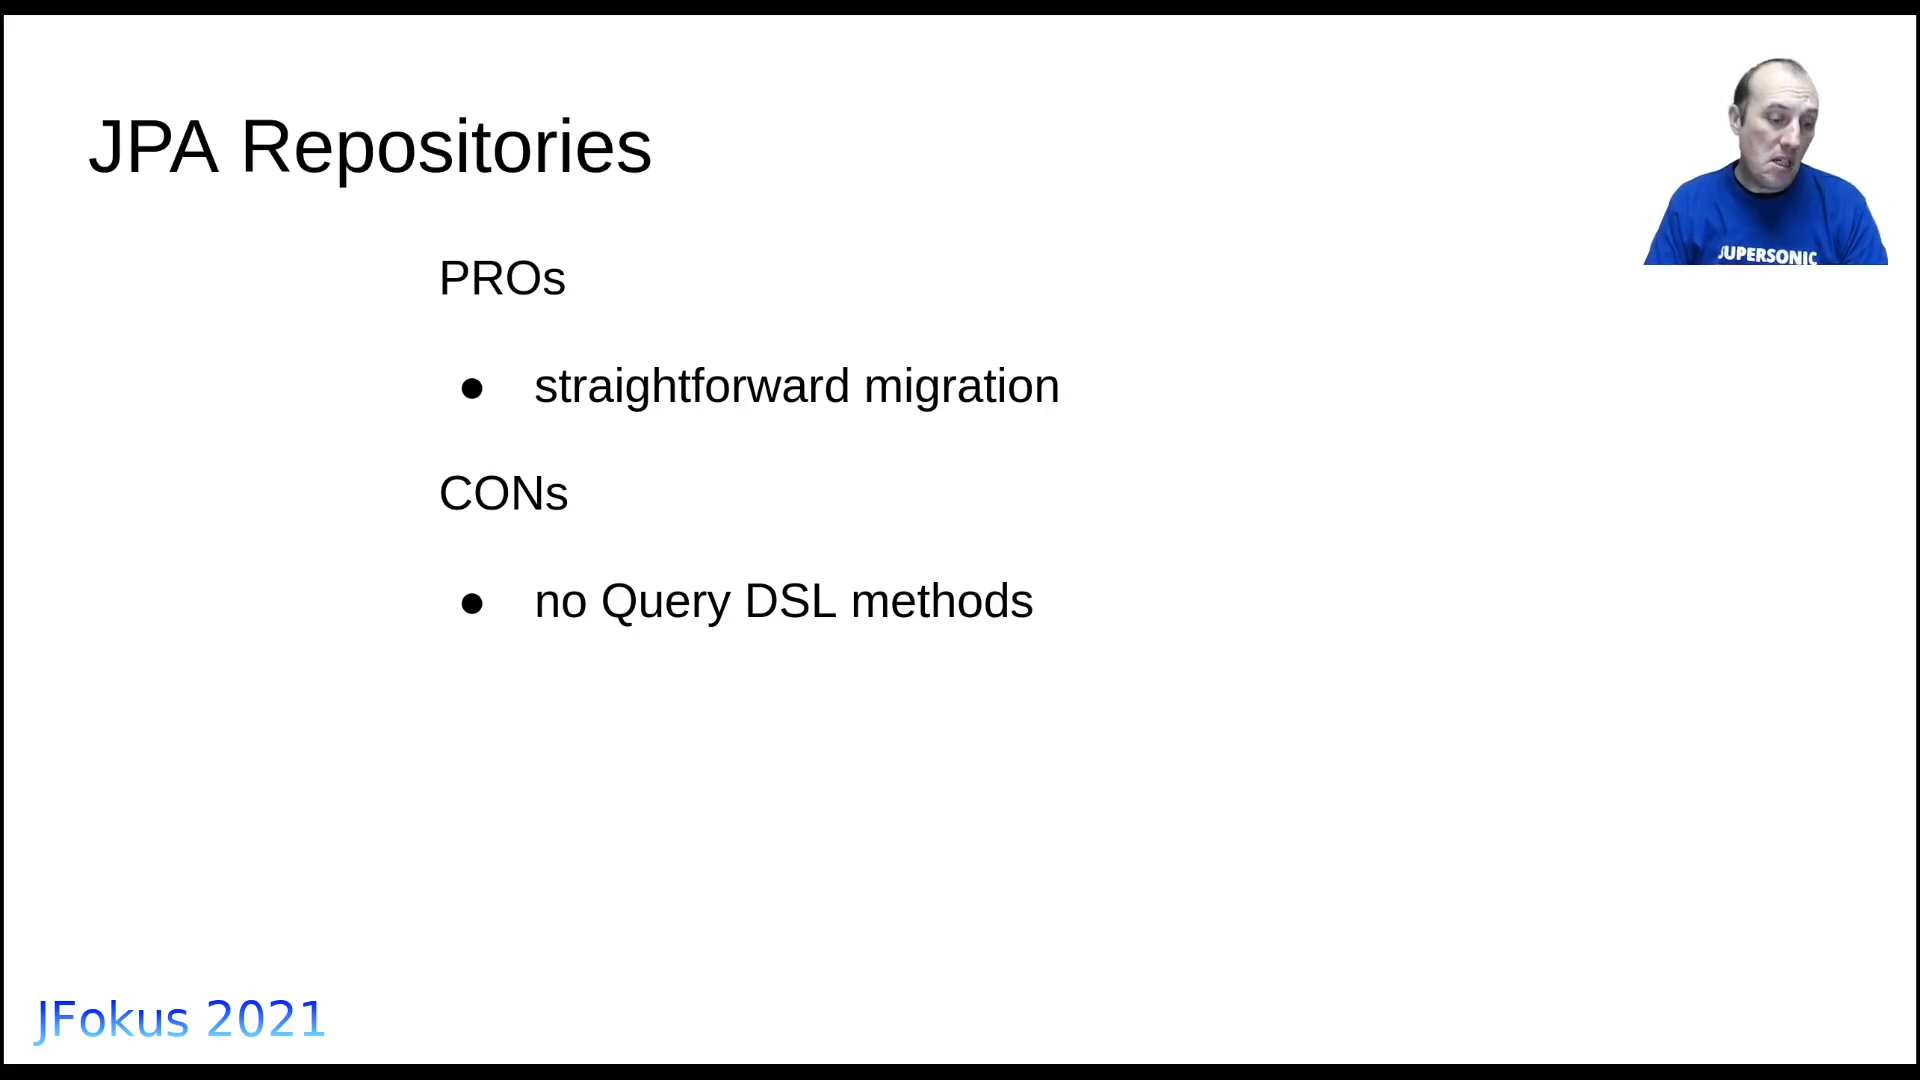 JPA Repositories
PROs
● straightforward migration
CONs
● no Query DSL methods
SUPERSONIC
JFokus 2021